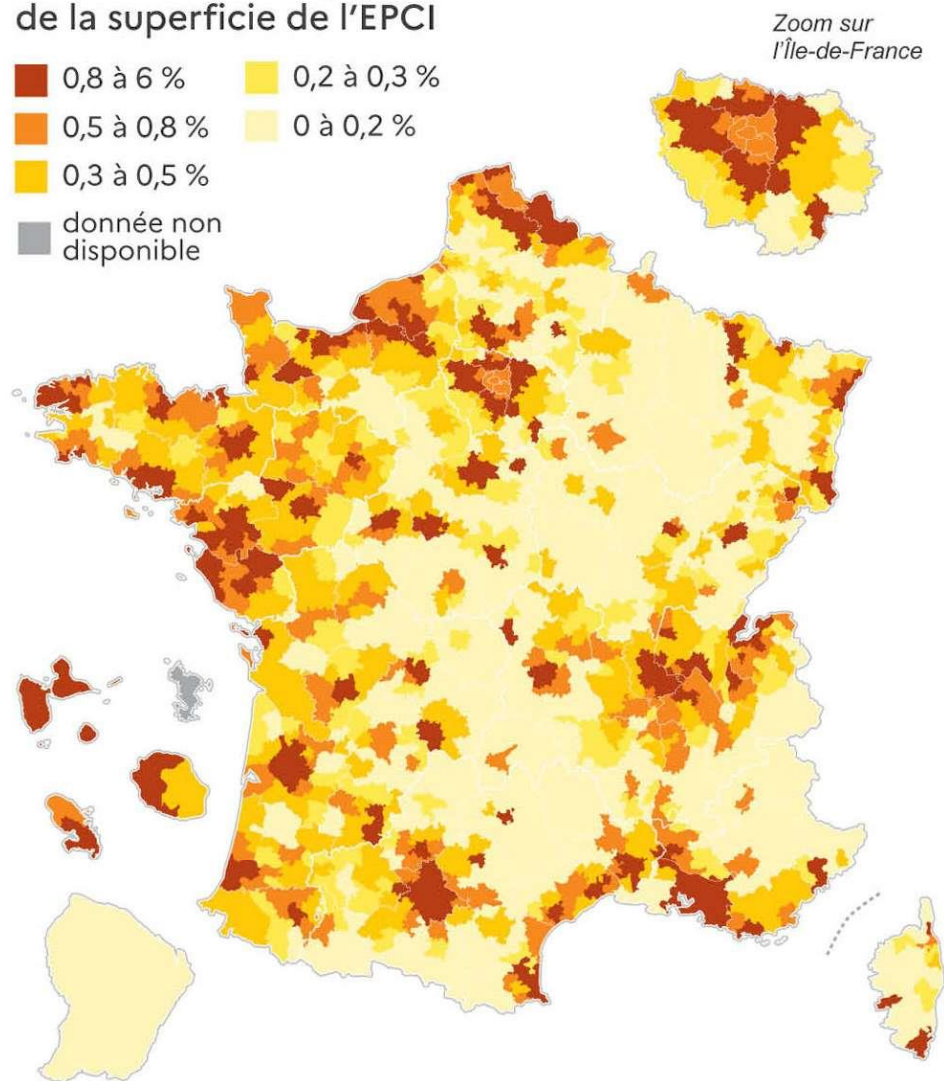 de la superficie de l'EPCI
0,8 à 6 %
0,5 à 0,8 %
0,3 à 0,5 %
donnée non
disponible
0,2 à 0,3 %
0 à 0,2 %
Zoom sur
l'Île-de-France